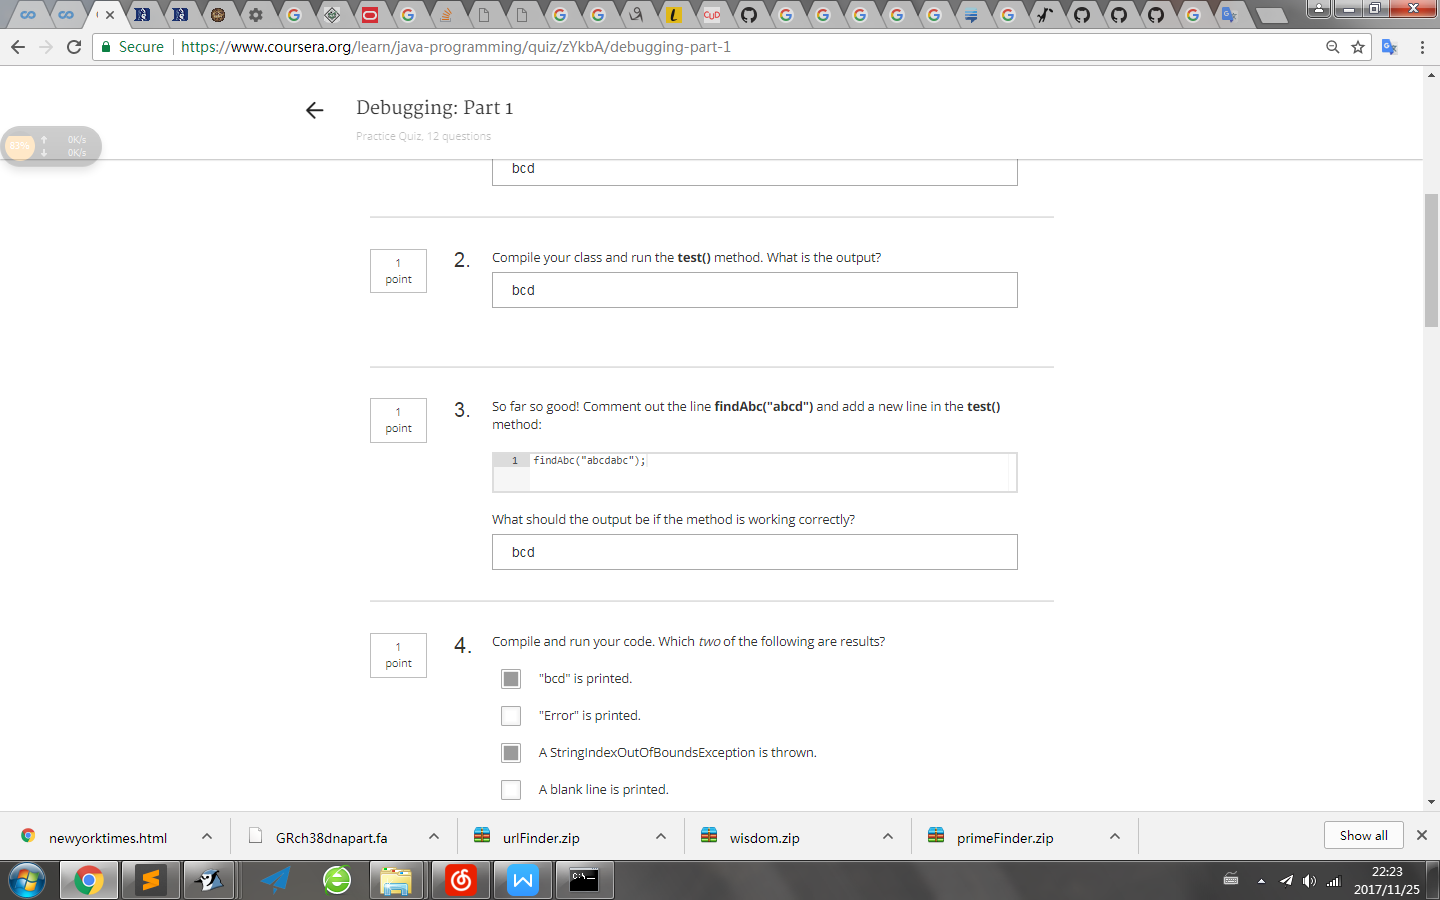 Secure
https://www.coursera.org/learn/java-programming/quiz/zYkbA/debugging-part-1
Debugging: Part 1
Practice Quiz, 12 questions
83%
0K/s
0K/s
bcd
1
point
2.
Compile your class and run the test() method. What is the output?
bcd
1
point
3.
So far so good! Comment out the line findAbc("abcd") and add a new line in the test()
method:
1
findAbc("abcdabc");
What should the output be if the method is working correctly?
bcd
1
point
4.
Compile and run your code. Which two of the following are results?
"bcd" is printed.
"Error" is printed.
A StringIndexOutOfBoundsException is thrown.
A blank line is printed.
newyorktimes.html
GRch38dnapart.fa
urlFinder.zip
wisdom.zip
primeFinder.zip
Show all
22:23
2017/11/25